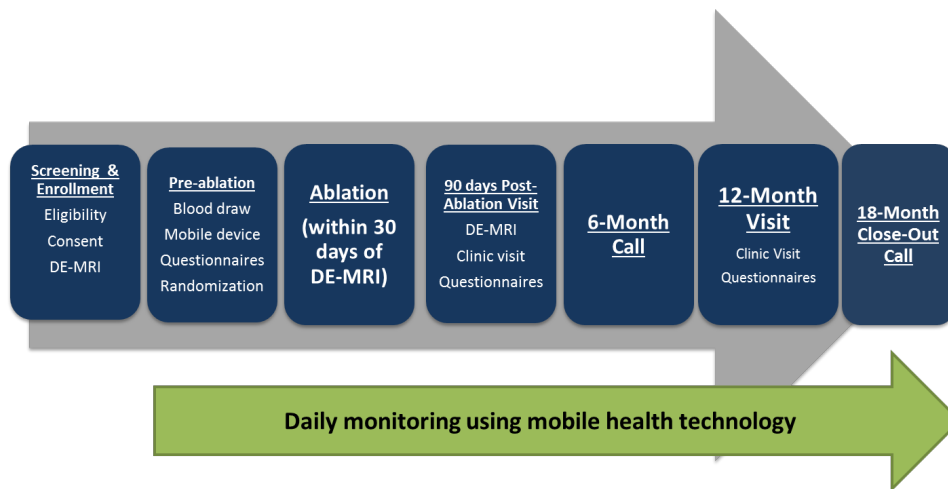 Screening &
Enrollment
Eligibility
Consent
DE-MRI
Pre-ablation
Blood draw
Mobile device
Questionnaires
Randomization
Ablation
(within 30
days of
DE-MRI)
90 days Post-
Ablation Visit
DE-MRI
Clinic visit
Questionnaires
6-Month
Call
12-Month
Visit
Clinic Visit
Questionnaires
18-Month
Close-Out
Call
Daily monitoring using mobile health technology